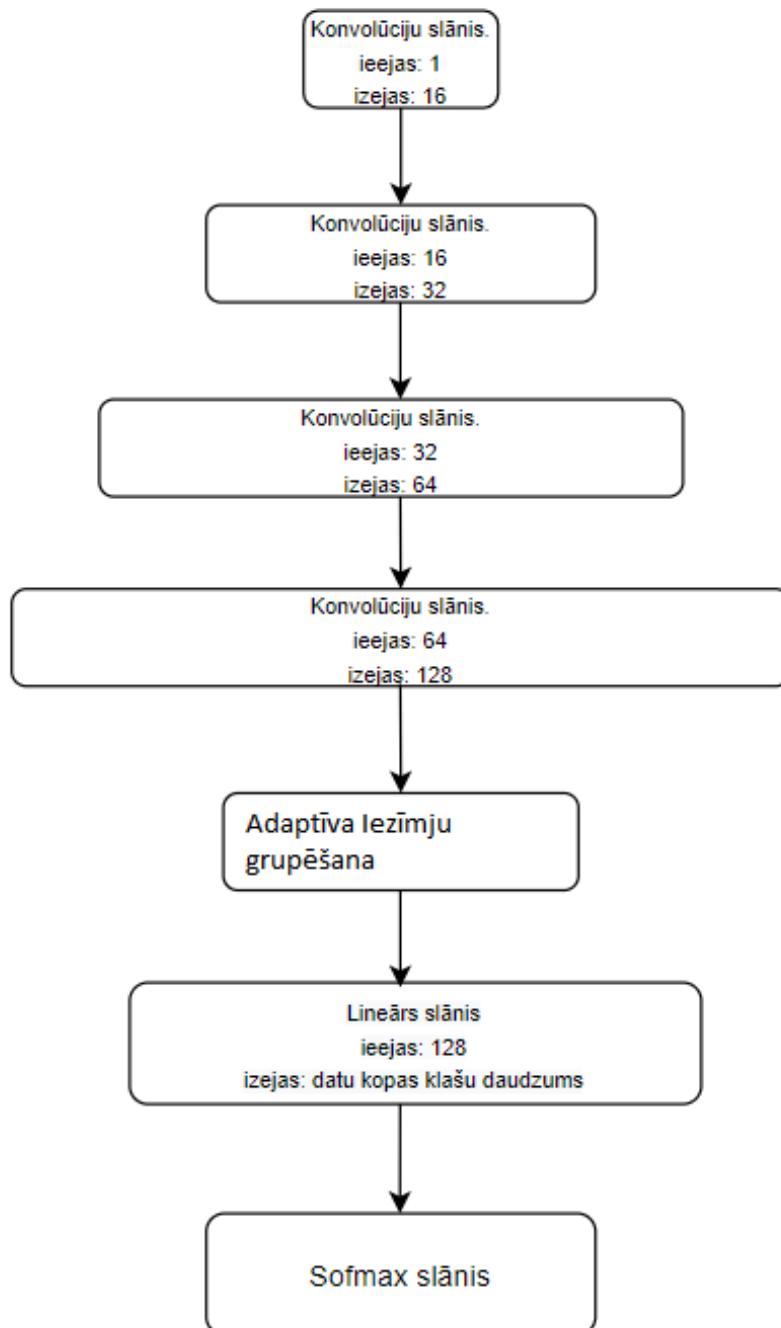 Konvolūciju slānis.
ieejas: 1
izejas: 16
Konvolūciju slānis.
ieejas: 16
izejas: 32
Konvolūciju slānis.
ieejas: 32
izejas: 64
Konvolūciju slānis.
ieejas: 64
izejas: 128
Adaptīva Iezīmju
grupēšana
Lineārs slānis
ieejas: 128
izejas: datu kopas klašu daudzums
Sofmax slānis